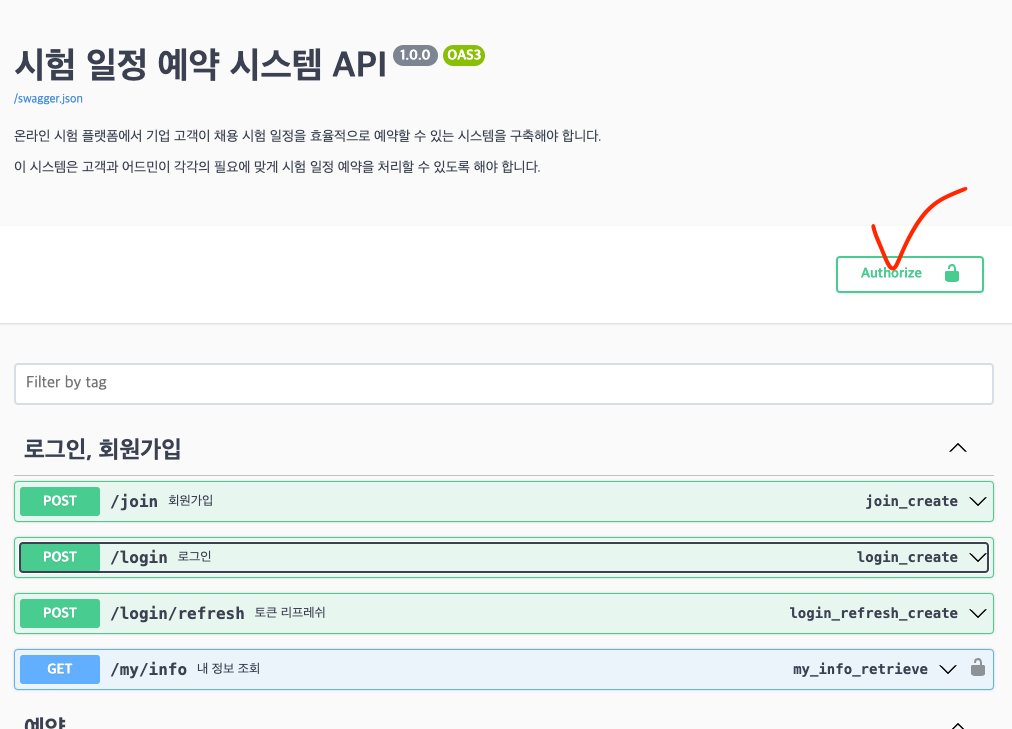 시험 일정 예약 시스템 API 1.0.0 OAS3
/swagger.json
온라인 시험 플랫폼에서 기업 고객이 채용 시험 일정을 효율적으로 예약할 수 있는 시스템을 구축해야 합니다.
이 시스템은 고객과 어드민이 각각의 필요에 맞게 시험 일정 예약을 처리할 수 있도록 해야 합니다.
Authorize
Filter by tag
로그인, 회원가입
POST /join 회원가입 join_create
POST /login 로그인 login_create
POST /login/refresh 토큰 리프레쉬 login_refresh_create
GET /my/info 내 정보 조회 my_info_retrieve
예약